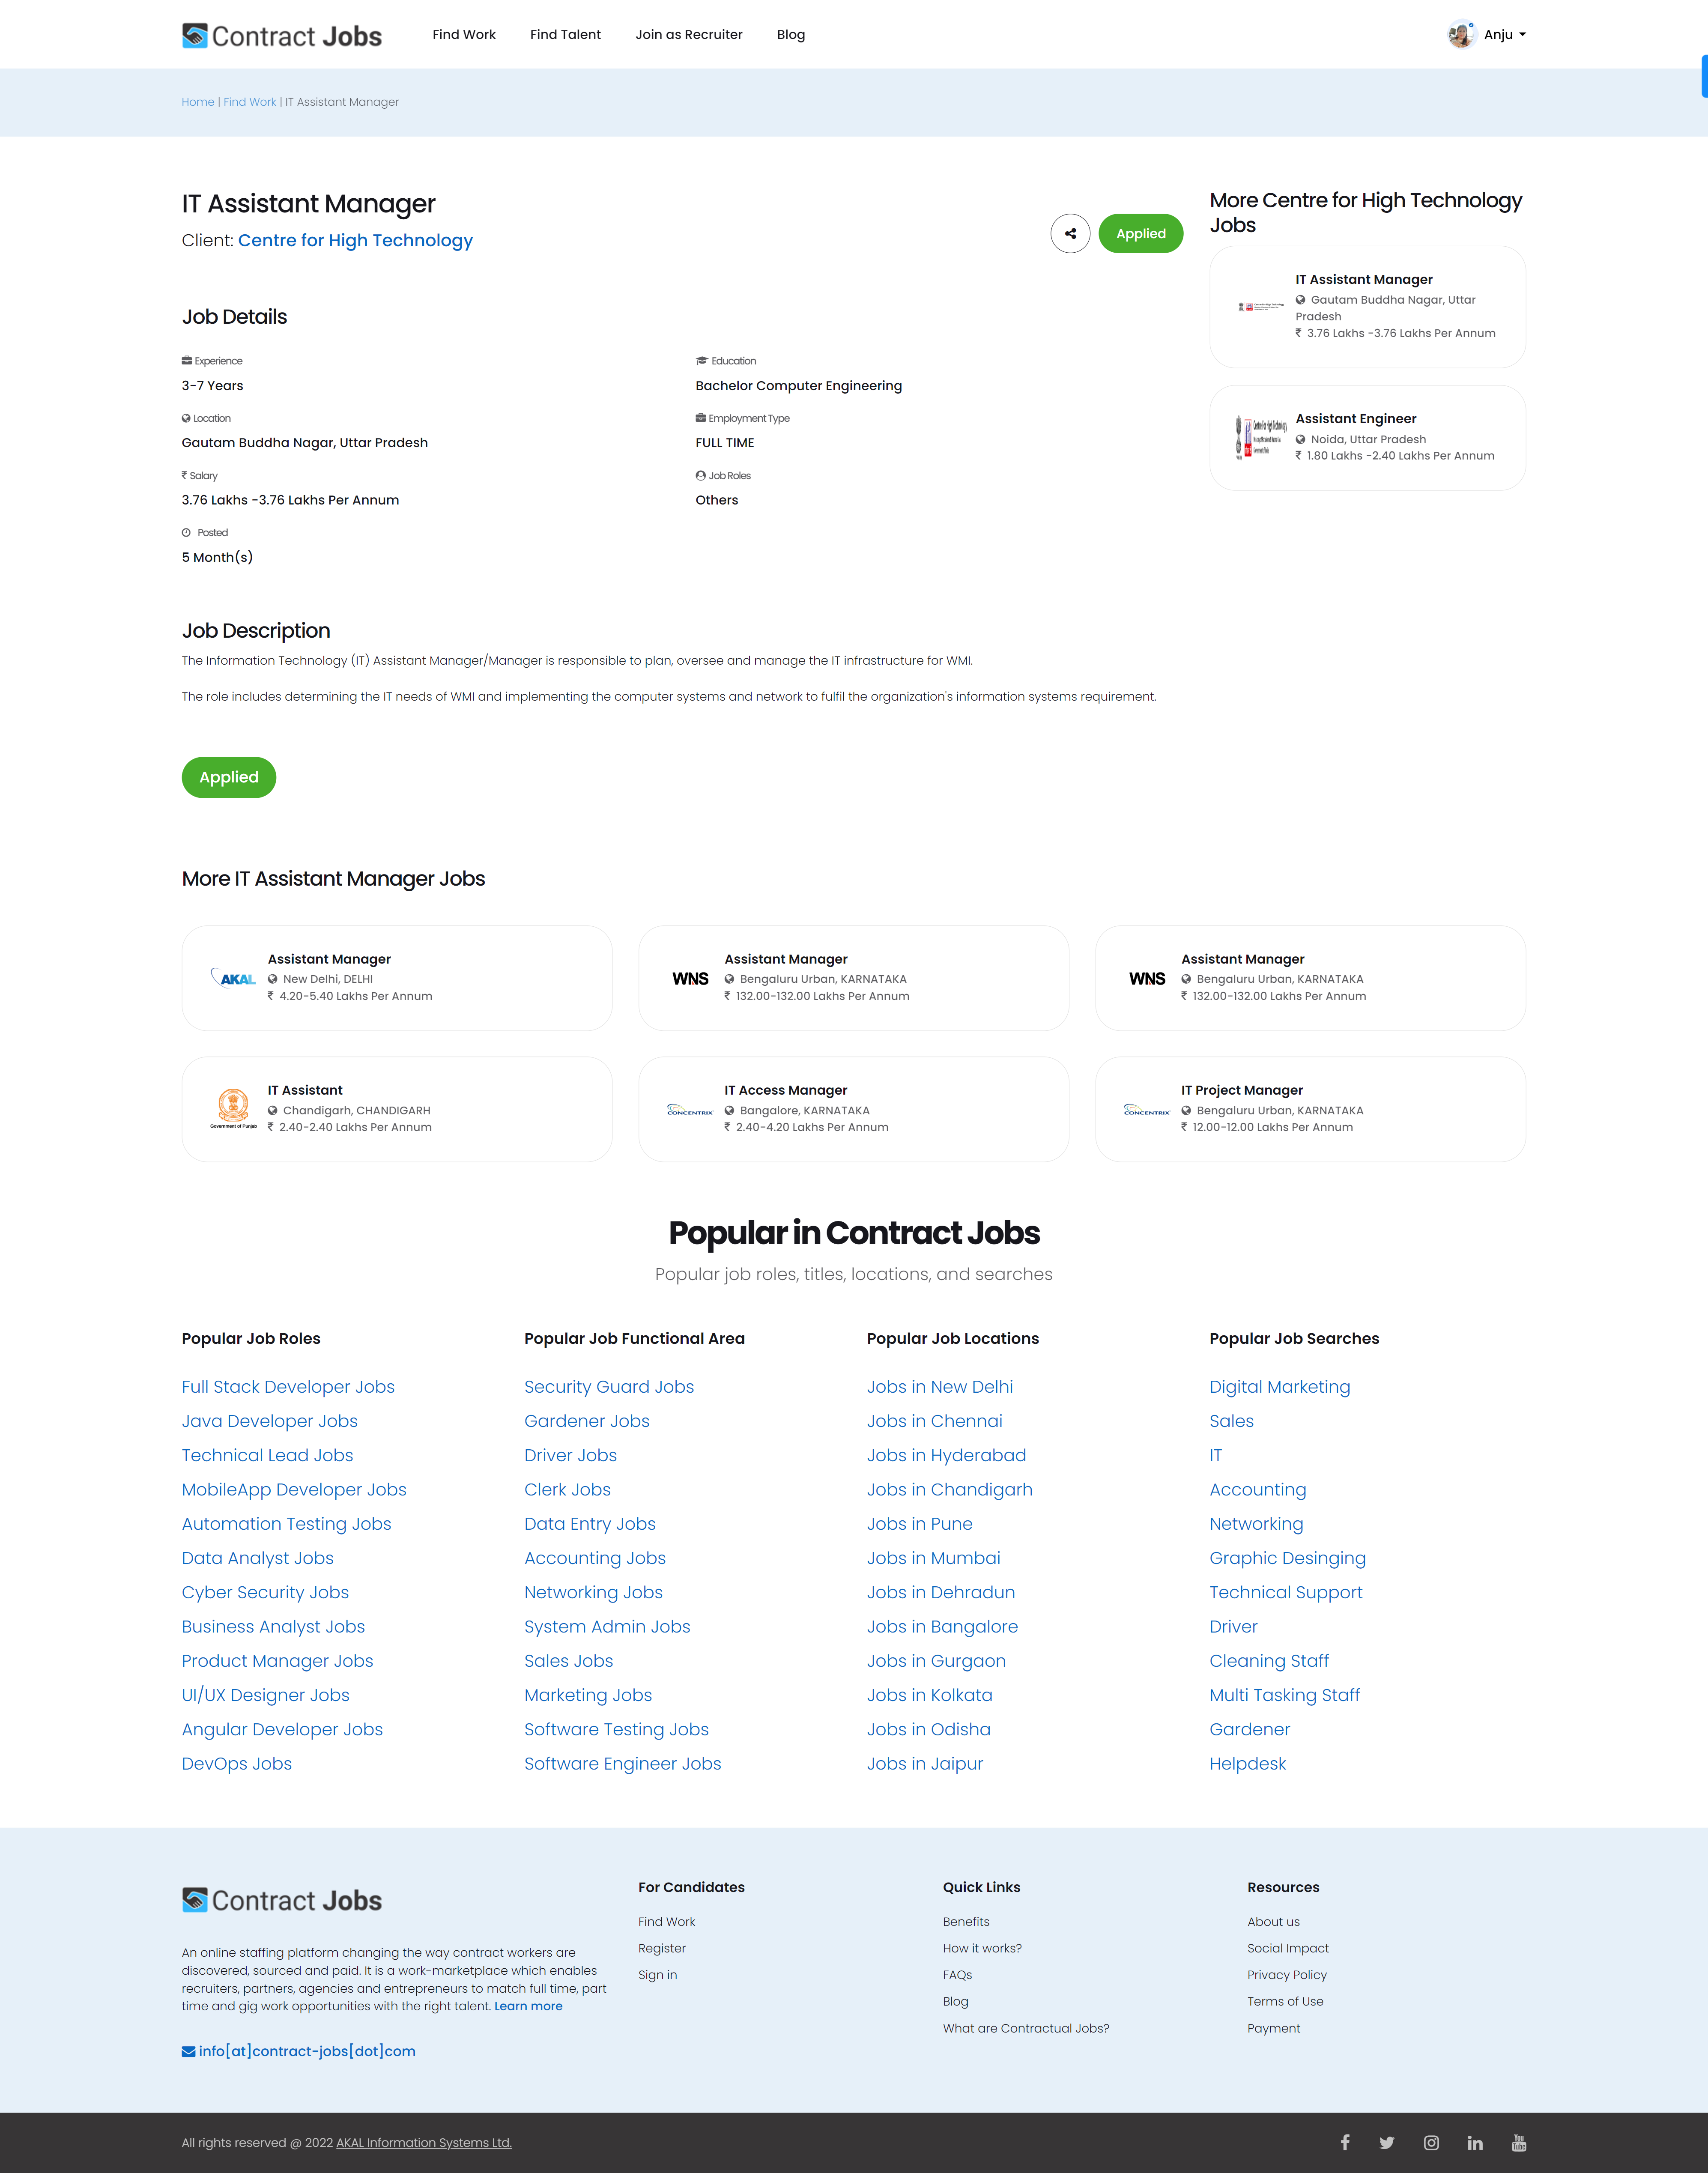 Contract Jobs
Find Work
Find Talent
Join as Recruiter
Blog
Anju
Home | Find Work | IT Assistant Manager
IT Assistant Manager
Client: Centre for High Technology
Applied
Job Details
Experience
3-7 Years
Education
Bachelor Computer Engineering
Location
Gautam Buddha Nagar, Uttar Pradesh
Employment Type
FULL TIME
₹ Salary
3.76 Lakhs -3.76 Lakhs Per Annum
Job Roles
Others
Posted
5 Month(s)
Job Description
The Information Technology (IT) Assistant Manager/Manager is responsible to plan, oversee and manage the IT infrastructure for WMI.
The role includes determining the IT needs of WMI and implementing the computer systems and network to fulfil the organization's information systems requirement.
Applied
More Centre for High Technology
Jobs
IT Assistant Manager
Gautam Buddha Nagar, Uttar
Pradesh
₹ 3.76 Lakhs -3.76 Lakhs Per Annum
Assistant Engineer
Noida, Uttar Pradesh
₹ 1.80 Lakhs -2.40 Lakhs Per Annum
More IT Assistant Manager Jobs
AKAL
Assistant Manager
New Delhi, DELHI
₹ 4.20-5.40 Lakhs Per Annum
WNS
Assistant Manager
Bengaluru Urban, KARNATAKA
₹ 132.00-132.00 Lakhs Per Annum
WNS
Assistant Manager
Bengaluru Urban, KARNATAKA
₹ 132.00-132.00 Lakhs Per Annum
Government of Punjab
IT Assistant
Chandigarh, CHANDIGARH
₹ 2.40-2.40 Lakhs Per Annum
CONCENTRIX
IT Access Manager
Bangalore, KARNATAKA
₹ 2.40-4.20 Lakhs Per Annum
CONCENTRIX
IT Project Manager
Bengaluru Urban, KARNATAKA
₹ 12.00-12.00 Lakhs Per Annum
Popular in Contract Jobs
Popular job roles, titles, locations, and searches
Popular Job Roles
Full Stack Developer Jobs
Java Developer Jobs
Technical Lead Jobs
MobileApp Developer Jobs
Automation Testing Jobs
Data Analyst Jobs
Cyber Security Jobs
Business Analyst Jobs
Product Manager Jobs
UI/UX Designer Jobs
Angular Developer Jobs
DevOps Jobs
Popular Job Functional Area
Security Guard Jobs
Gardener Jobs
Driver Jobs
Clerk Jobs
Data Entry Jobs
Accounting Jobs
Networking Jobs
System Admin Jobs
Sales Jobs
Marketing Jobs
Software Testing Jobs
Software Engineer Jobs
Popular Job Locations
Jobs in New Delhi
Jobs in Chennai
Jobs in Hyderabad
Jobs in Chandigarh
Jobs in Pune
Jobs in Mumbai
Jobs in Dehradun
Jobs in Bangalore
Jobs in Gurgaon
Jobs in Kolkata
Jobs in Odisha
Jobs in Jaipur
Popular Job Searches
Digital Marketing
Sales
IT
Accounting
Networking
Graphic Desinging
Technical Support
Driver
Cleaning Staff
Multi Tasking Staff
Gardener
Helpdesk
Contract Jobs
An online staffing platform changing the way contract workers are
discovered, sourced and paid. It is a work-marketplace which enables
recruiters, partners, agencies and entrepreneurs to match full time, part
time and gig work opportunities with the right talent. Learn more
info[at]contract-jobs[dot]com
For Candidates
Find Work
Register
Sign in
Quick Links
Benefits
How it works?
FAQs
Blog
What are Contractual Jobs?
Resources
About us
Social Impact
Privacy Policy
Terms of Use
Payment
All rights reserved @ 2022 AKAL Information Systems Ltd.
You
Tube